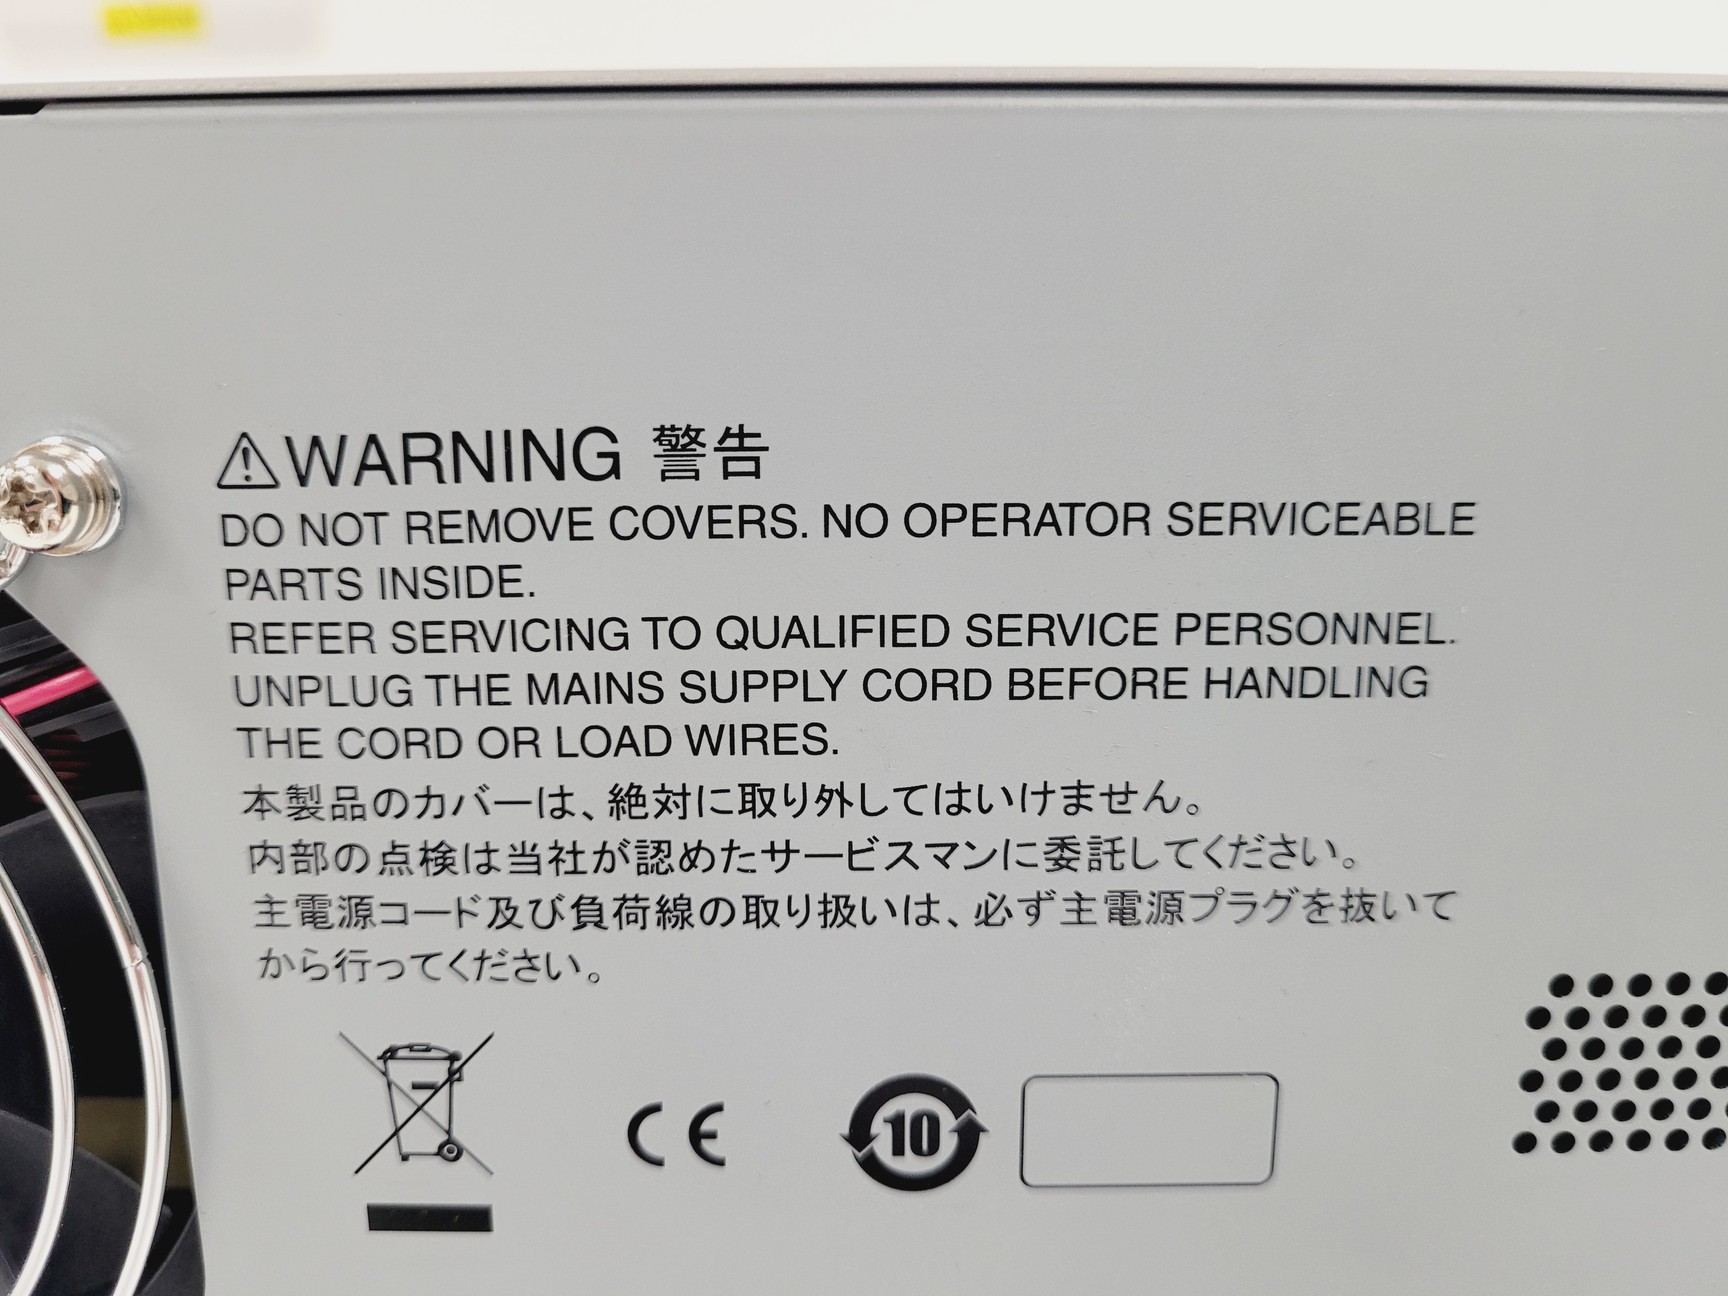 WARNING 警告
DO NOT REMOVE COVERS. NO OPERATOR SERVICEABLE
PARTS INSIDE.
REFER SERVICING TO QUALIFIED SERVICE PERSONNEL.
UNPLUG THE MAINS SUPPLY CORD BEFORE HANDLING
THE CORD OR LOAD WIRES.
本製品のカバーは、絶対に取り外してはいけません。
内部の点検は当社が認めたサービスマンに委託してください。
主電源コード及び負荷線の取り扱いは、必ず主電源プラグを抜いて
から行ってください。
CE
10